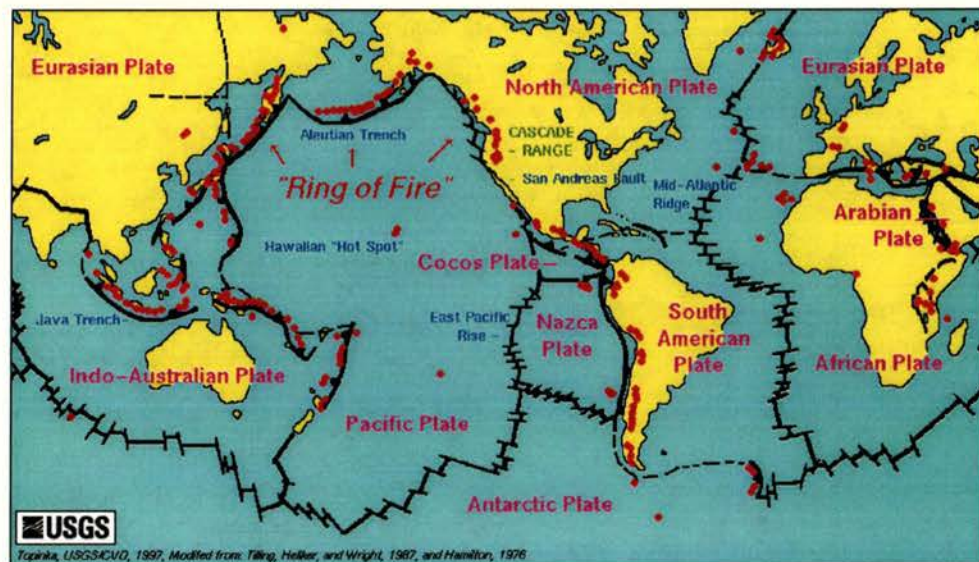 Eurasian Plate
North American Plate
Eurasian Plate
Aleutian Trench
CASCADE
- RANGE
"Ring of Fire"
- San Andreas Fault
Mid-Atlantic
Ridge
Arabian
Plate
Hawaiian "Hot Spot"
Cocos Plate-
Java Trench-
East Pacific
Rise-
Nazca
Plate
South
American
Plate
Indo-Australian Plate
African Plate
Pacific Plate
Antarctic Plate
USGS
Topinka, USGS/CVO, 1997, Modified from: Tilling, Heliker, and Wright, 1987, and Hamilton, 1976